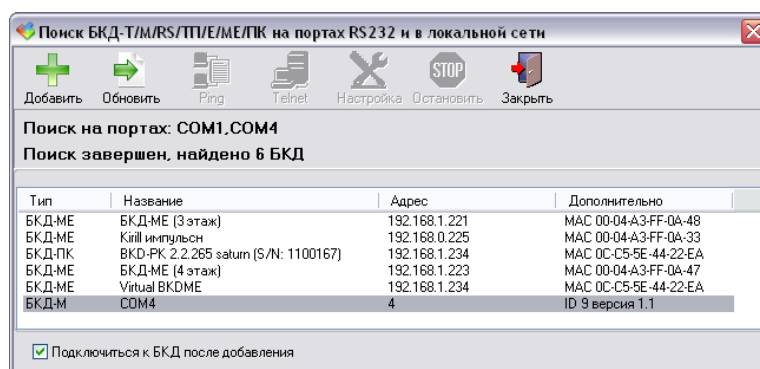 Поиск БКД-Т/М/RS/ТП/Е/МЕ/ПК на портах RS232 и в локальной сети
Добавить Обновить Ping Telnet Настройка STOP Остановить Закрыть
Поиск на портах: COM1,COM4
Поиск завершен, найдено 6 БКД
Тип Название Адрес Дополнительно
БКД-МЕ БКД-МЕ (3 этаж) 192.168.1.221 MAC 00-04-A3-FF-0A-48
БКД-МЕ Kirill импульсн 192.168.0.225 MAC 00-04-A3-FF-0A-33
БКД-ПК BKD-PK 2.2.265 saturn (S/N: 1100167) 192.168.1.234 MAC 0C-C5-5E-44-22-EA
БКД-МЕ БКД-МЕ (4 этаж) 192.168.1.223 MAC 00-04-A3-FF-0A-47
БКД-МЕ Virtual BKDME 192.168.1.234 MAC 0C-C5-5E-44-22-EA
БКД-М COM4 4 ID 9 версия 1.1
Подключиться к БКД после добавления